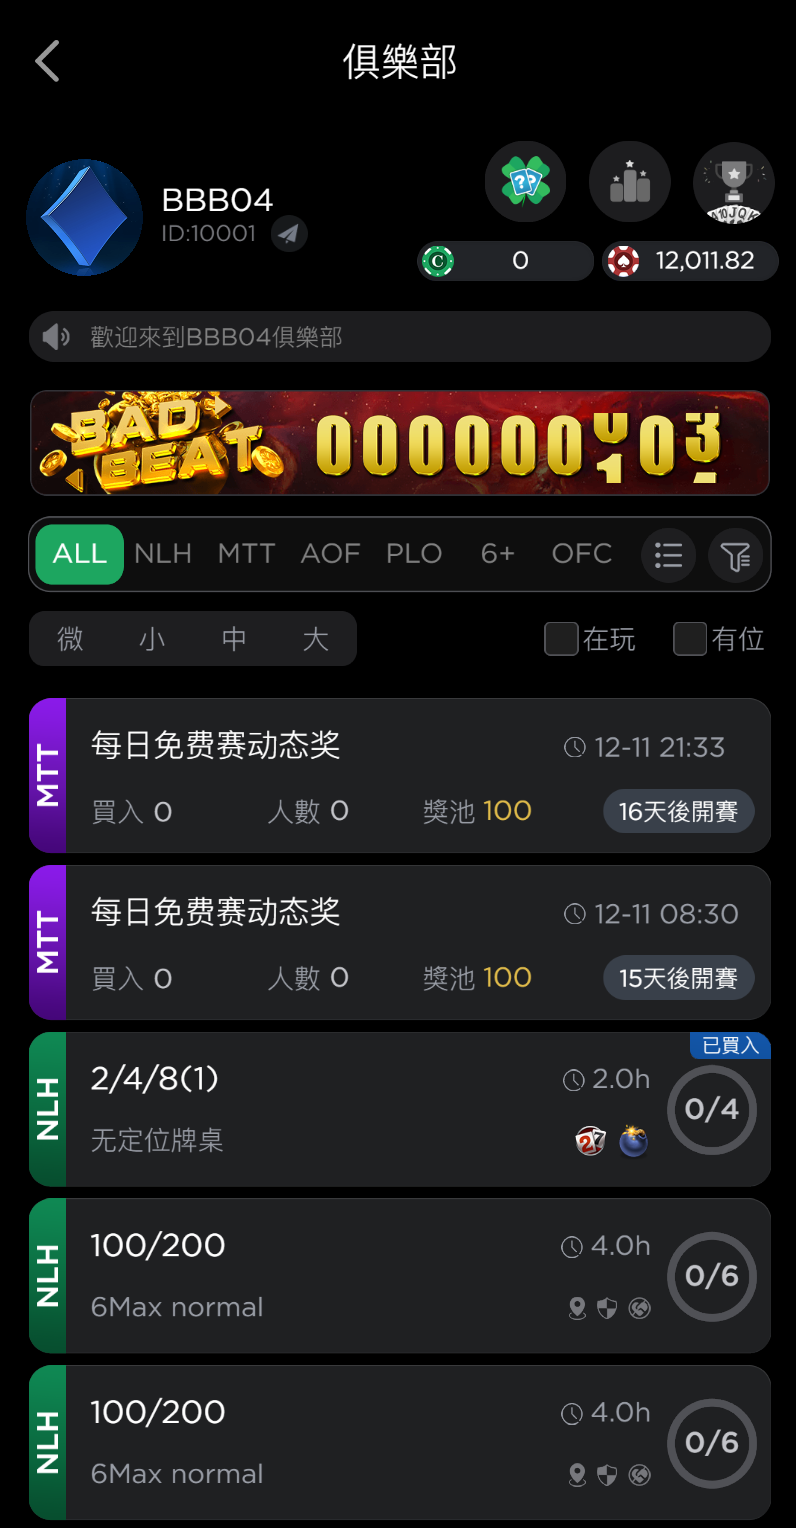 俱樂部
BBB04
ID:10001
C 0 12,011.82
歡迎來到BBB04俱樂部
BAD BEAT
ALL NLH MTT AOF PLO 6+ OFC
微 小 中 大 在玩 有位
MTT
每日免费赛动态奖 12-11 21:33
買入 0 人數 0 獎池 100 16天後開賽
MTT
每日免费赛动态奖 12-11 08:30
買入 0 人數 0 獎池 100 15天後開賽
已買入
NLH
2/4/8(1) 2.0h
0/4
无定位牌桌 27
NLH
100/200 4.0h
0/6
6Max normal
NLH
100/200 4.0h
0/6
6Max normal